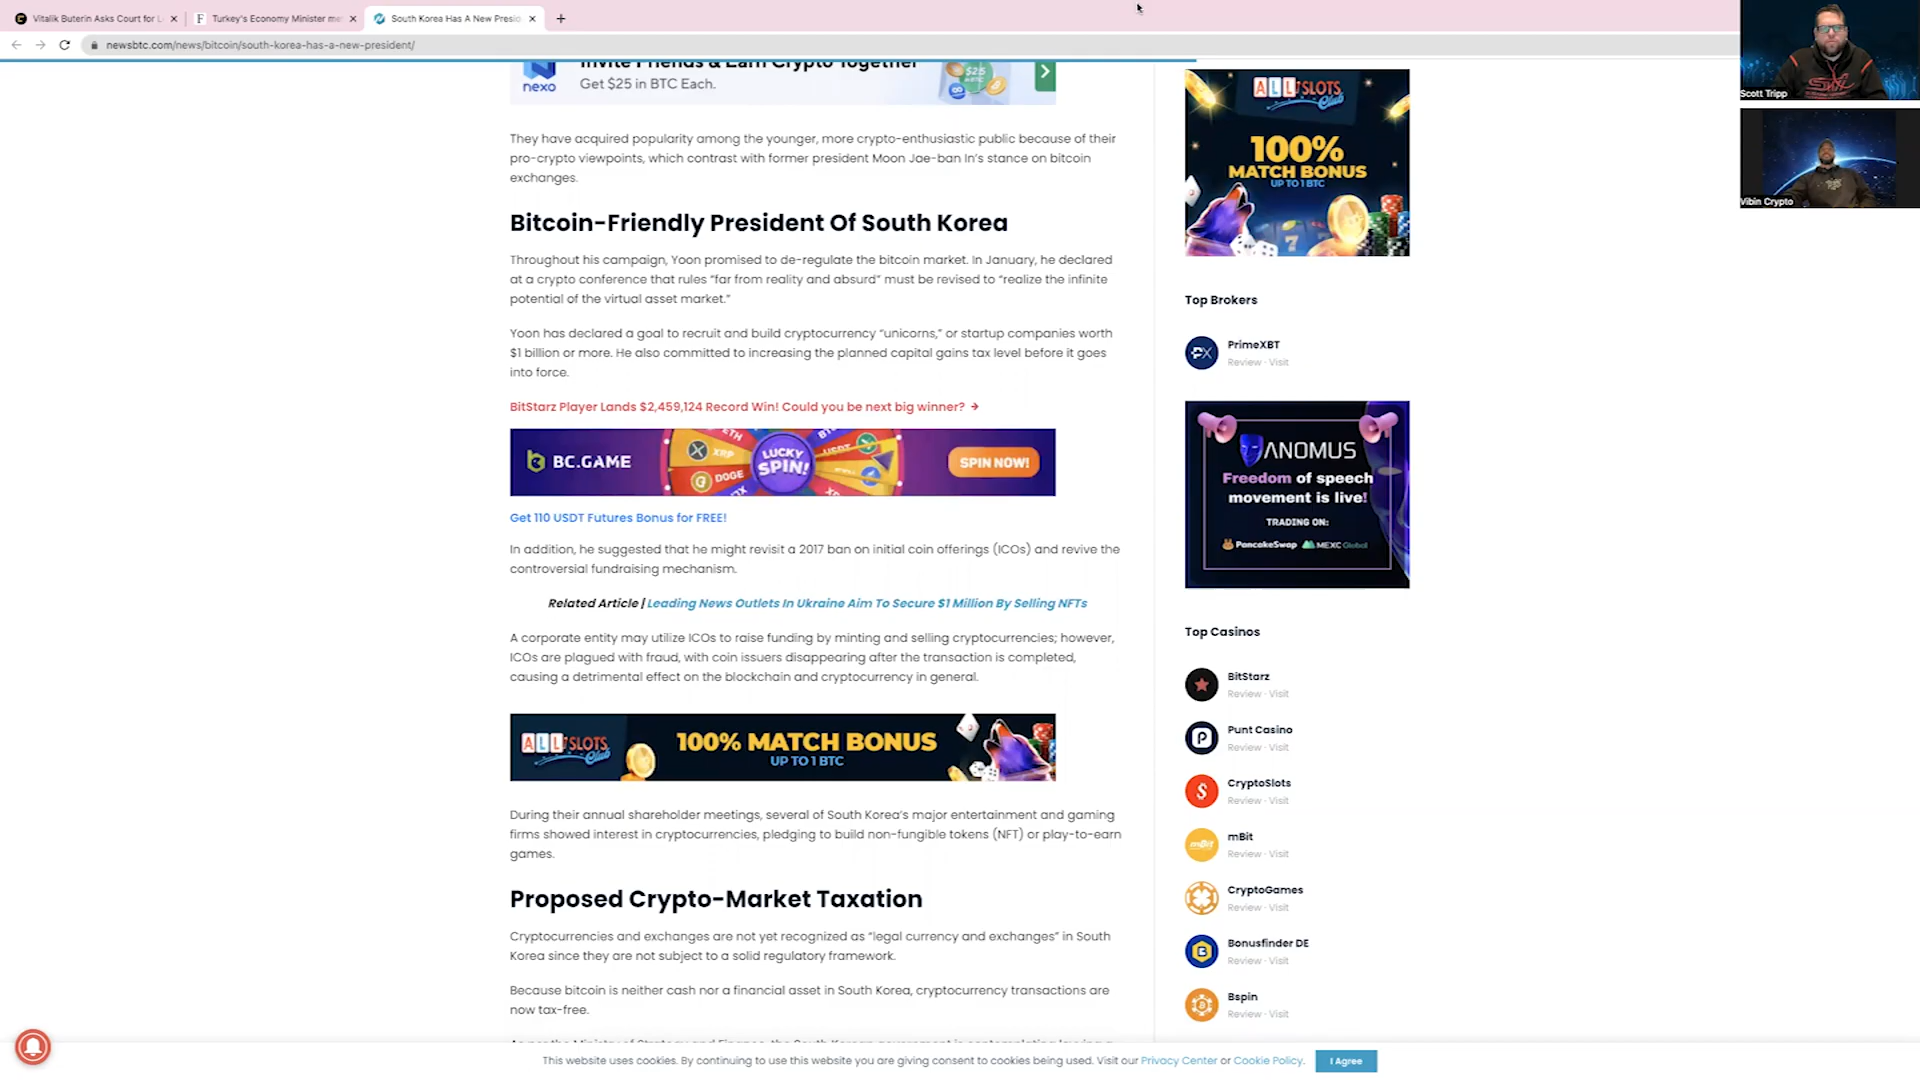 Vitalik Buterin Asks Court for L
Turkey's Economy Minister me
South Korea Has A New Presid
newsbtc.com/news/bitcoin/south-korea-has-a-new-president/
Scott Tripp
Vibin Crypto
nexo
Invite Friends & Earn Crypto Together
Get $25 in BTC Each.
$25
They have acquired popularity among the younger, more crypto-enthusiastic public because of their
pro-crypto viewpoints, which contrast with former president Moon Jae-ban In's stance on bitcoin
exchanges.
Bitcoin-Friendly President Of South Korea
Throughout his campaign, Yoon promised to de-regulate the bitcoin market. In January, he declared
at a crypto conference that rules "far from reality and absurd" must be revised to "realize the infinite
potential of the virtual asset market."
Yoon has declared a goal to recruit and build cryptocurrency "unicorns," or startup companies worth
$1 billion or more. He also committed to increasing the planned capital gains tax level before it goes
into force.
BitStarz Player Lands $2,459,124 Record Win! Could you be next big winner? →
BC.GAME
ETH
XRP
DOGE
LUCKY
SPIN!
BTC
USDT
SPIN NOW!
Get 110 USDT Futures Bonus for FREE!
In addition, he suggested that he might revisit a 2017 ban on initial coin offerings (ICOs) and revive the
controversial fundraising mechanism.
Related Article | Leading News Outlets In Ukraine Aim To Secure $1 Million By Selling NFTs
A corporate entity may utilize ICOs to raise funding by minting and selling cryptocurrencies; however,
ICOs are plagued with fraud, with coin issuers disappearing after the transaction is completed,
causing a detrimental effect on the blockchain and cryptocurrency in general.
ALL SLOTS
Club
100% MATCH BONUS
UP TO 1 BTC
During their annual shareholder meetings, several of South Korea's major entertainment and gaming
firms showed interest in cryptocurrencies, pledging to build non-fungible tokens (NFT) or play-to-earn
games.
Proposed Crypto-Market Taxation
Cryptocurrencies and exchanges are not yet recognized as "legal currency and exchanges" in South
Korea since they are not subject to a solid regulatory framework.
Because bitcoin is neither cash nor a financial asset in South Korea, cryptocurrency transactions are
now tax-free.
ALL SLOTS
Club
100%
MATCH BONUS
UP TO 1 BTC
7
Top Brokers
PrimeXBT
Review · Visit
ANOMUS
Freedom of speech
movement is live!
TRADING ON:
PancakeSwap MEXC Global
Top Casinos
BitStarz
Review · Visit
Punt Casino
Review · Visit
CryptoSlots
Review · Visit
mBit
mBit
Review · Visit
CryptoGames
Review · Visit
Bonusfinder DE
Review · Visit
Bspin
Review · Visit
This website uses cookies. By continuing to use this website you are giving consent to cookies being used. Visit our Privacy Center or Cookie Policy.
I Agree